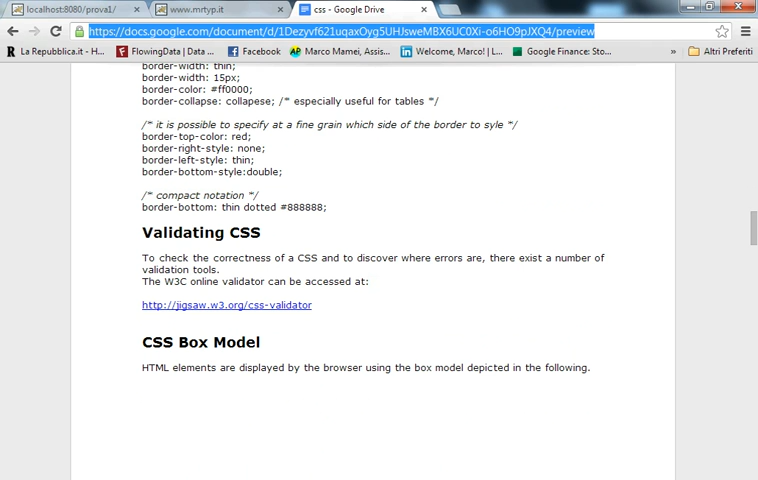 localhost:8080/prova1/
www.mrtyp.it
css - Google Drive
https://docs.google.com/document/d/1Dezyvf621uqaxOyg5UHJsweMBX6UC0Xi-o6HO9pJXQ4/preview
La Repubblica.it - Ho...
FlowingData | Data ...
Facebook
Marco Mamei, Assis...
Welcome, Marco! | L...
Google Finance: Sto...
»
Altri Preferiti
border-width: thin;
border-width: 15px;
border-color: #ff0000;
border-collapse: collapese; /* especially useful for tables */
/* it is possible to specify at a fine grain which side of the border to syle */
border-top-color: red;
border-right-style: none;
border-left-style: thin;
border-bottom-style:double;
/* compact notation */
border-bottom: thin dotted #888888;
Validating CSS
To check the correctness of a CSS and to discover where errors are, there exist a number of
validation tools.
The W3C online validator can be accessed at:
http://jigsaw.w3.org/css-validator
CSS Box Model
HTML elements are displayed by the browser using the box model depicted in the following.